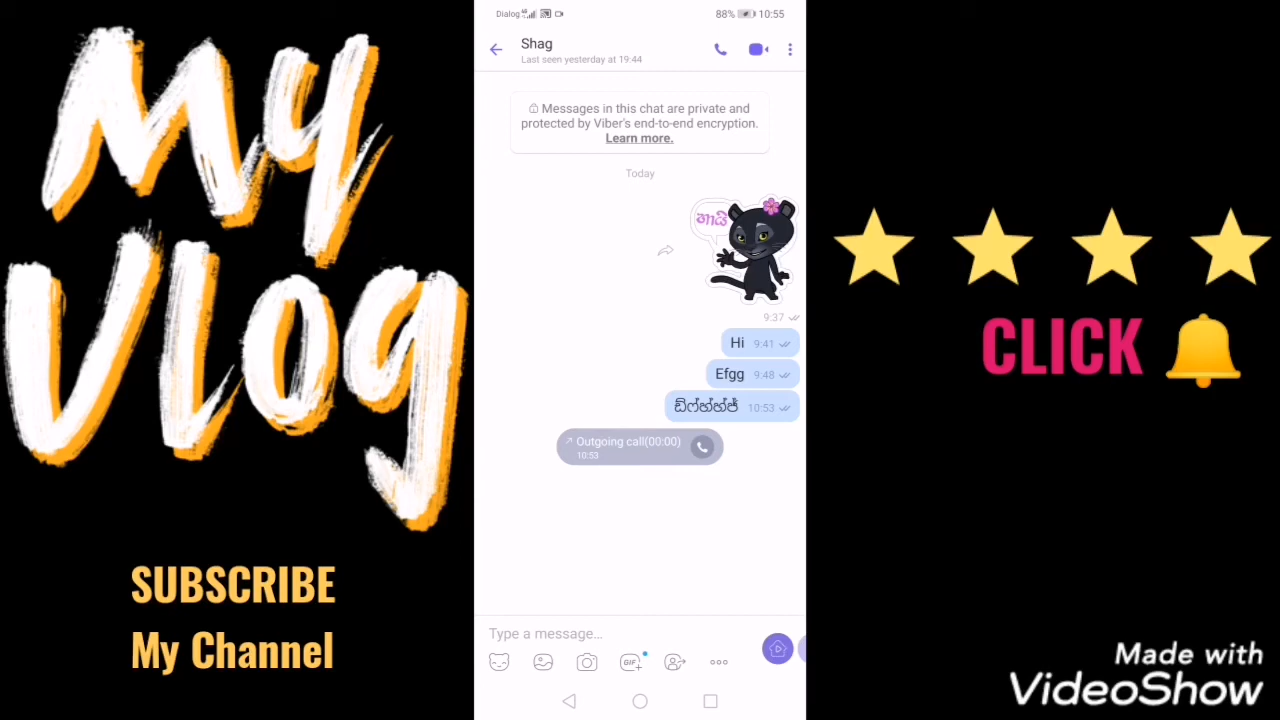 My
Vlog
SUBSCRIBE
My Channel
Dialog 88% 10:55
Shag
Last seen yesterday at 19:44
Messages in this chat are private and
protected by Viber's end-to-end encryption.
Learn more.
Today
හායි
9:37
Hi 9:41
Efgg 9:48
ඩ්ෆ්හ්හ්ජ් 10:53
Outgoing call(00:00)
10:53
Type a message...
GIF
CLICK
Made with
VideoShow